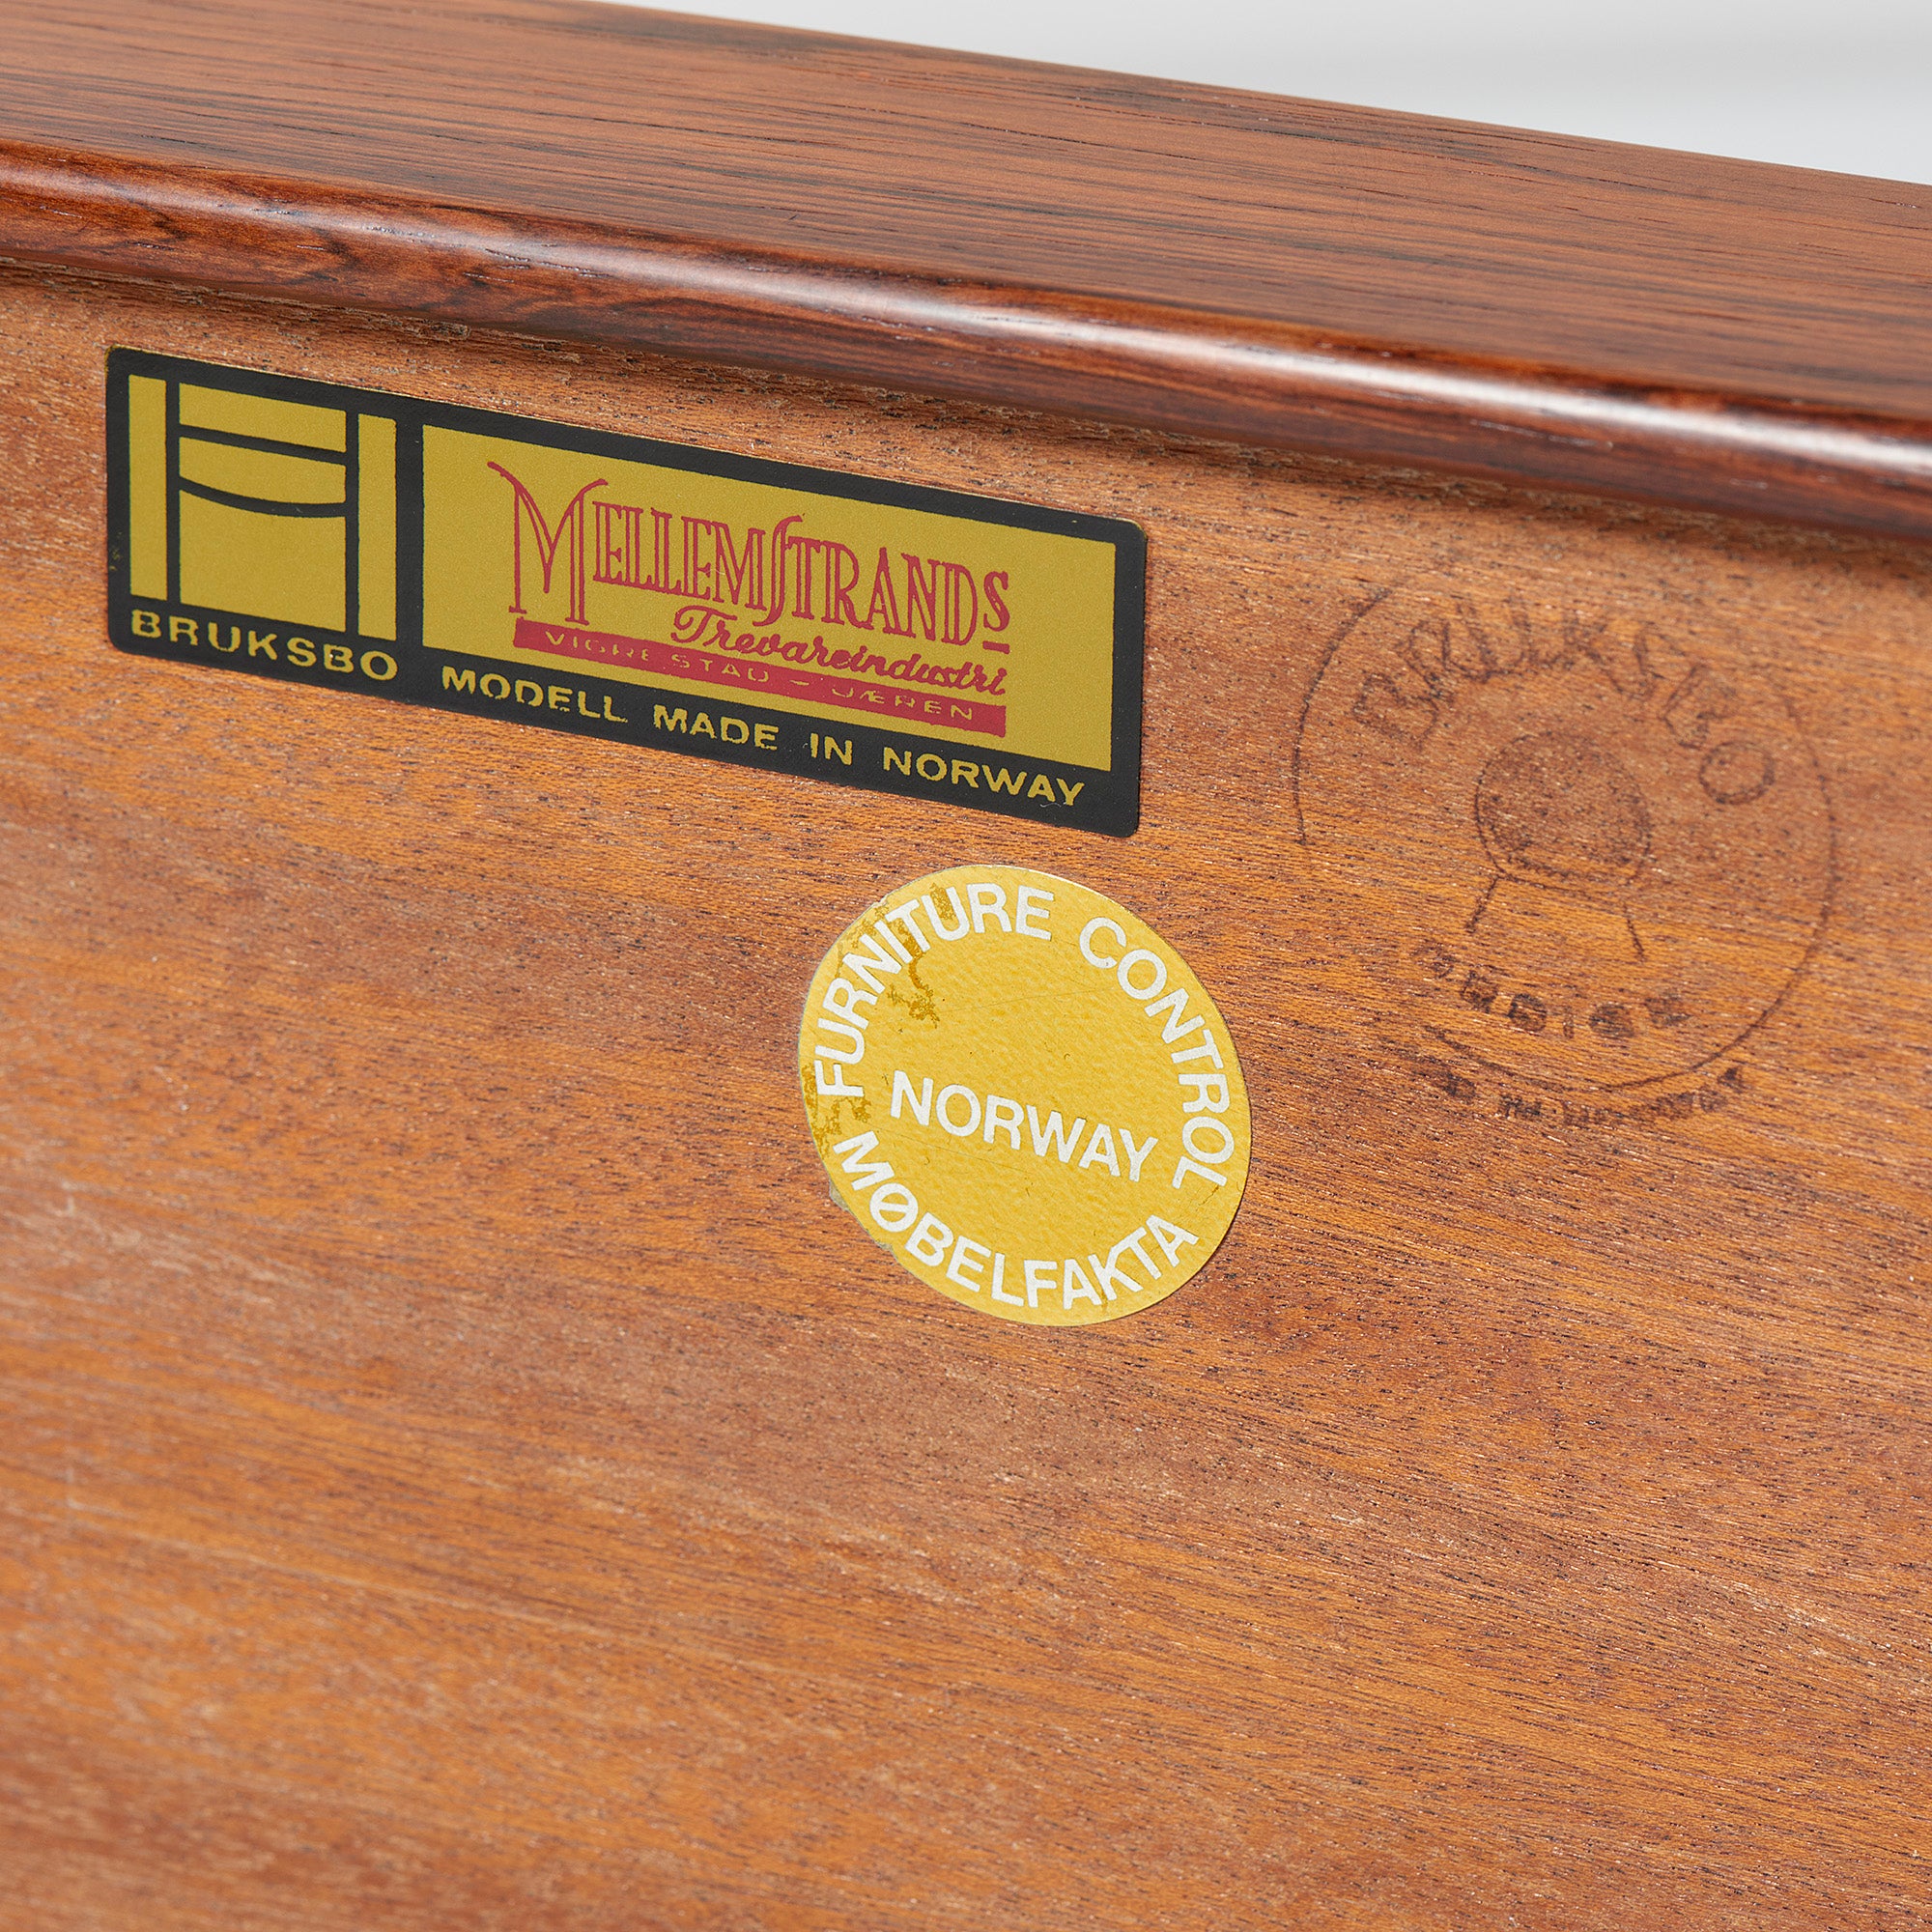 MELLEMSTRANDS
Trevareindustri
VIGRESTAD - JÆREN
BRUKSBO MODELL MADE IN NORWAY
BRUKSBO
FURNITURE CONTROL
NORWAY
MØBELFAKTA